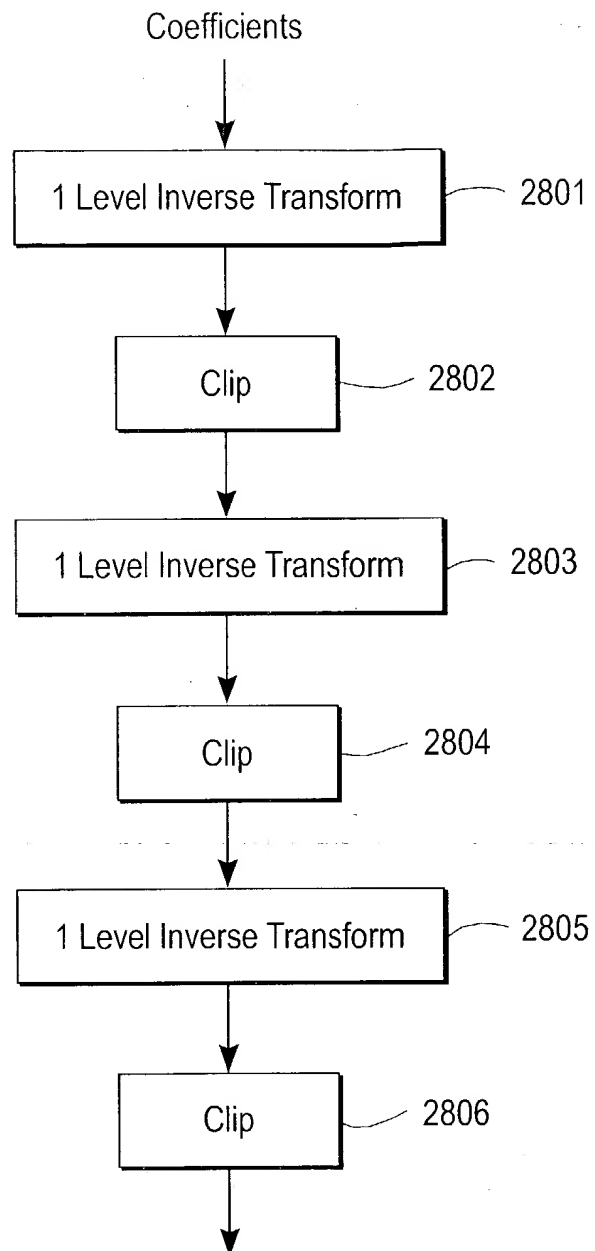 Coefficients
1 Level Inverse Transform 2801
Clip 2802
1 Level Inverse Transform 2803
Clip 2804
1 Level Inverse Transform 2805
Clip 2806